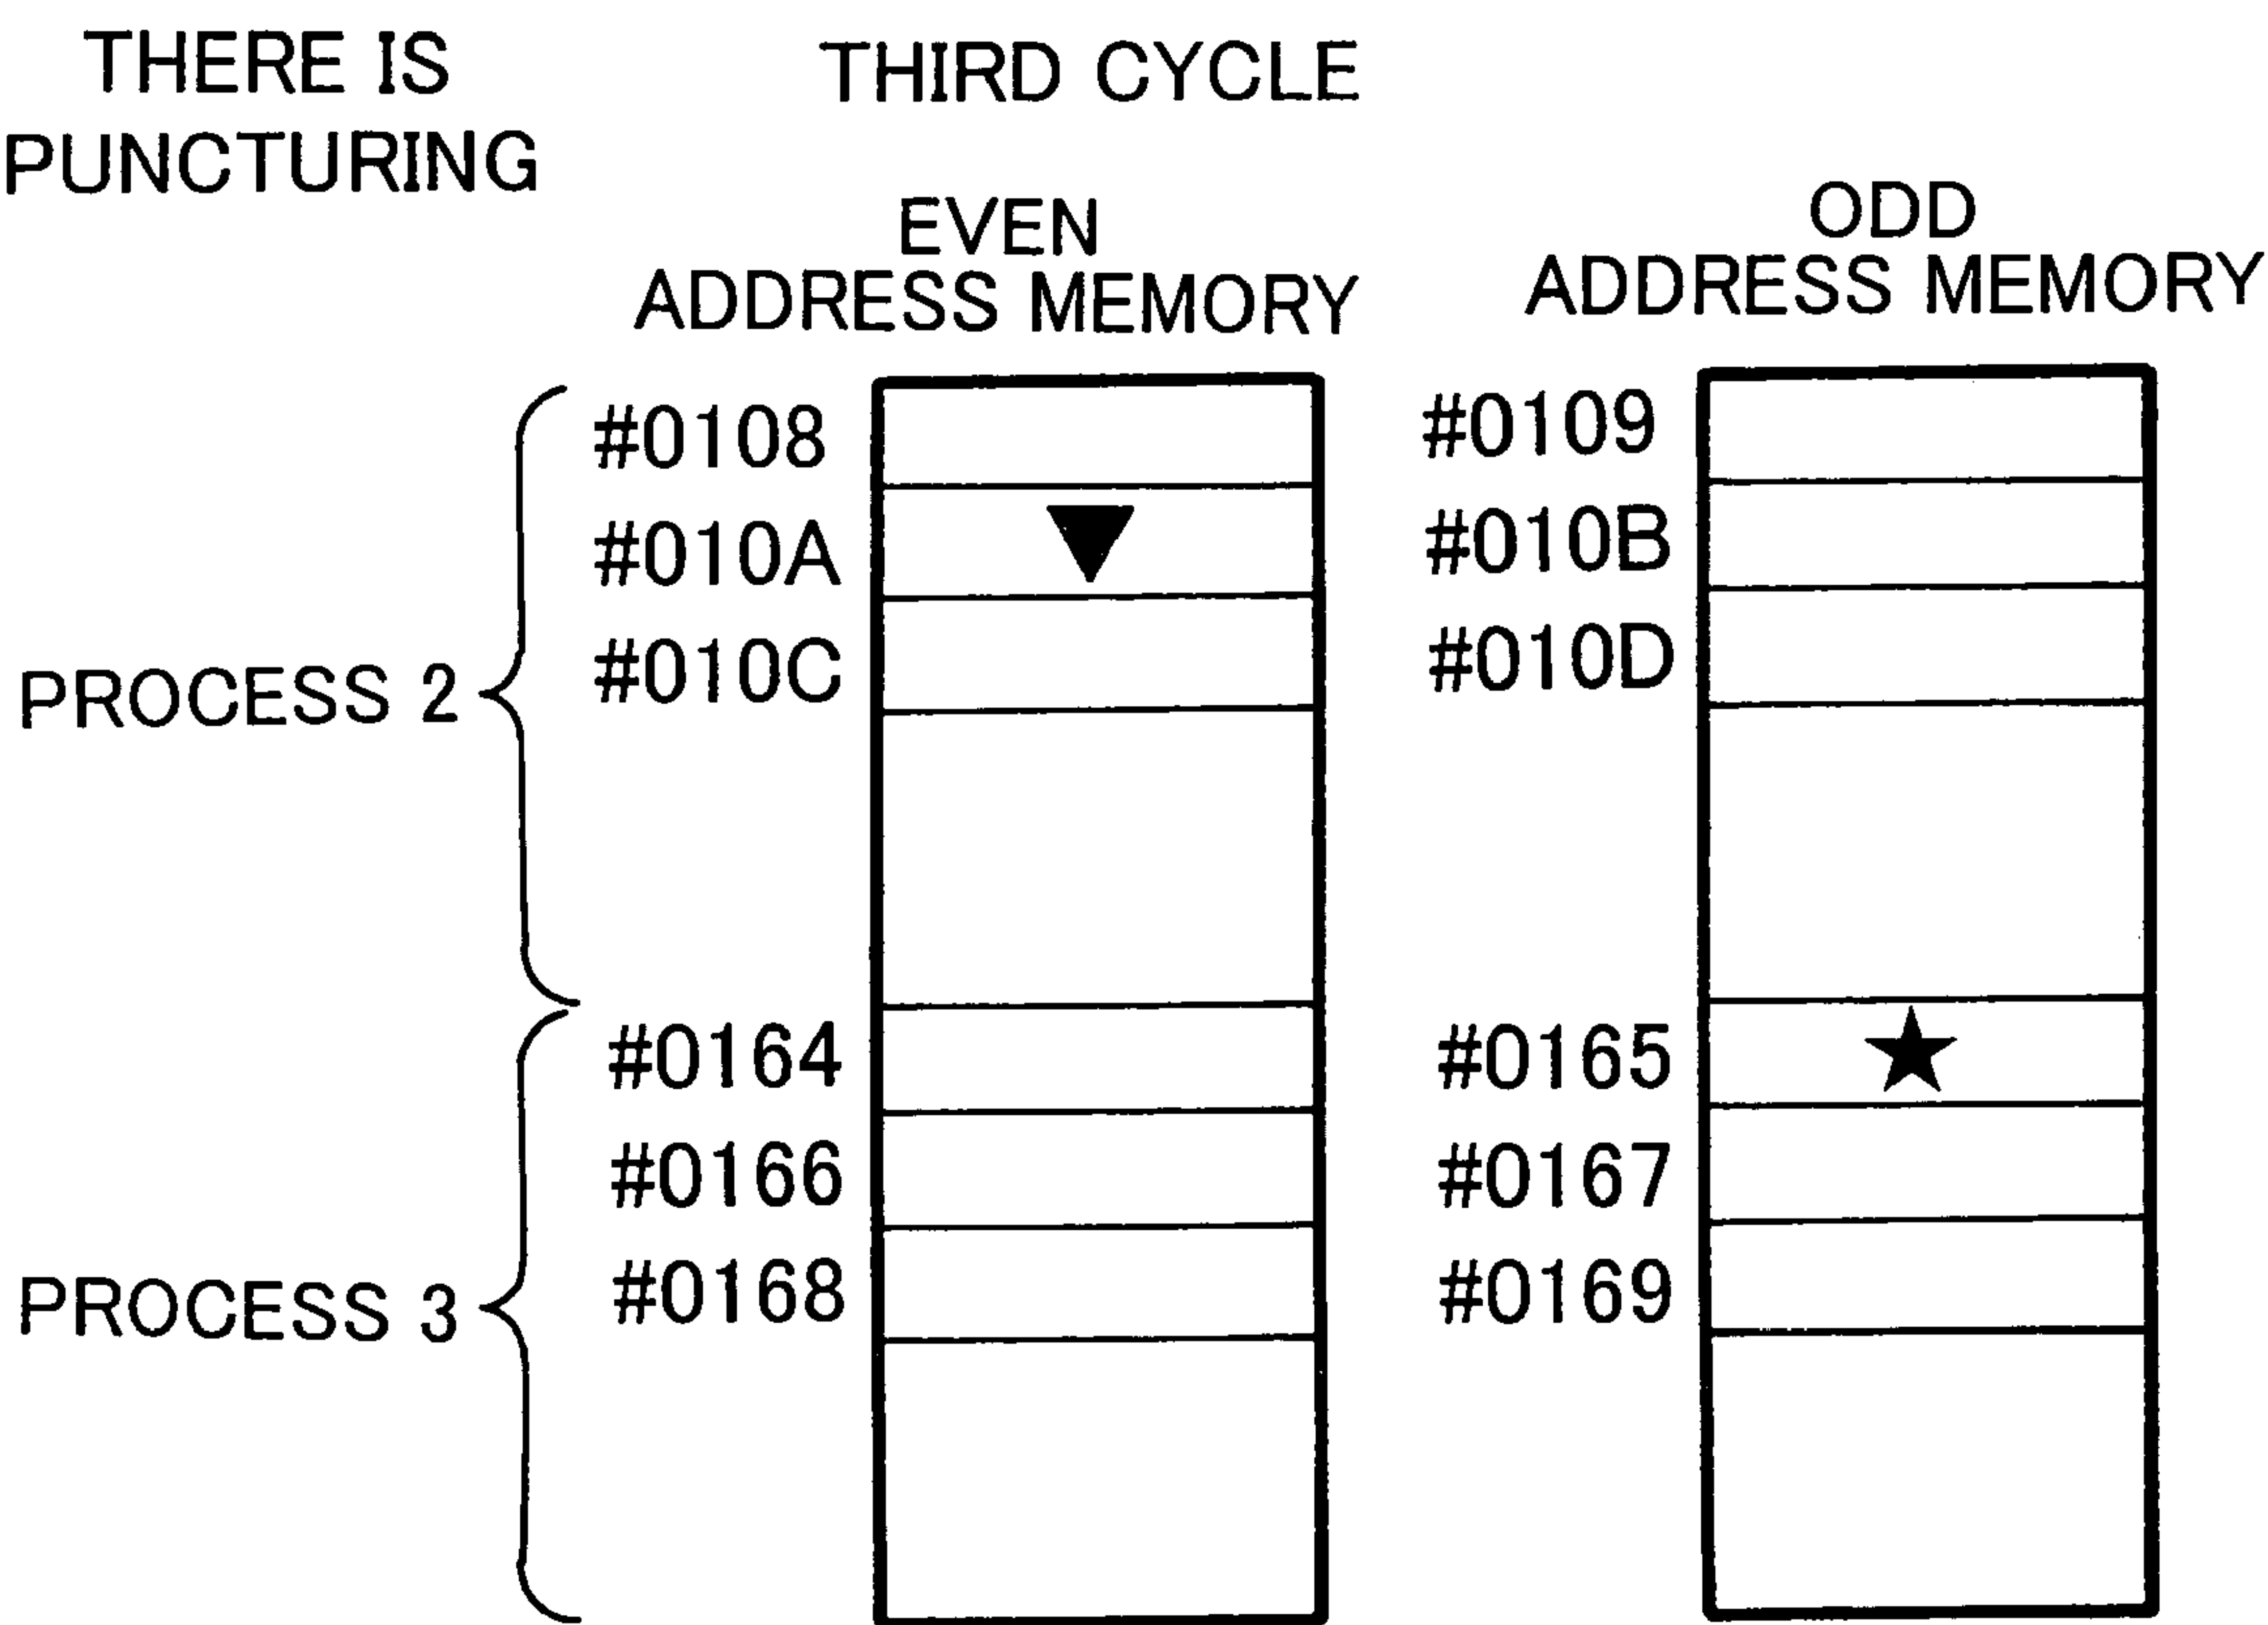 THERE IS
PUNCTURING
THIRD CYCLE
EVEN
ADDRESS MEMORY
ODD
ADDRESS MEMORY
PROCESS 2
#0108
#010A
#010C
#0109
#010B
#010D
PROCESS 3
#0164
#0166
#0168
#0165
#0167
#0169